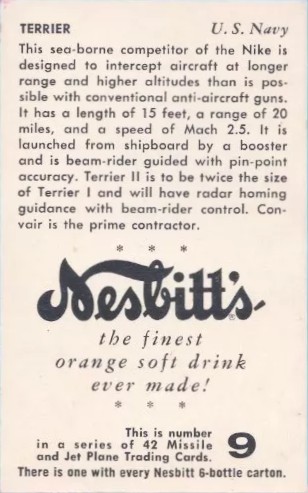 TERRIER U. S. Navy
This sea-borne competitor of the Nike is
designed to intercept aircraft at longer
range and higher altitudes than is pos-
sible with conventional anti-aircraft guns.
It has a length of 15 feet, a range of 20
miles, and a speed of Mach 2.5. It is
launched from shipboard by a booster
and is beam-rider guided with pin-point
accuracy. Terrier II is to be twice the size
of Terrier I and will have radar homing
guidance with beam-rider control. Con-
vair is the prime contractor.
* * *
Nesbitt's®
the finest
orange soft drink
ever made!
* * *
This is number
in a series of 42 Missile
and Jet Plane Trading Cards.
9
There is one with every Nesbitt 6-bottle carton.